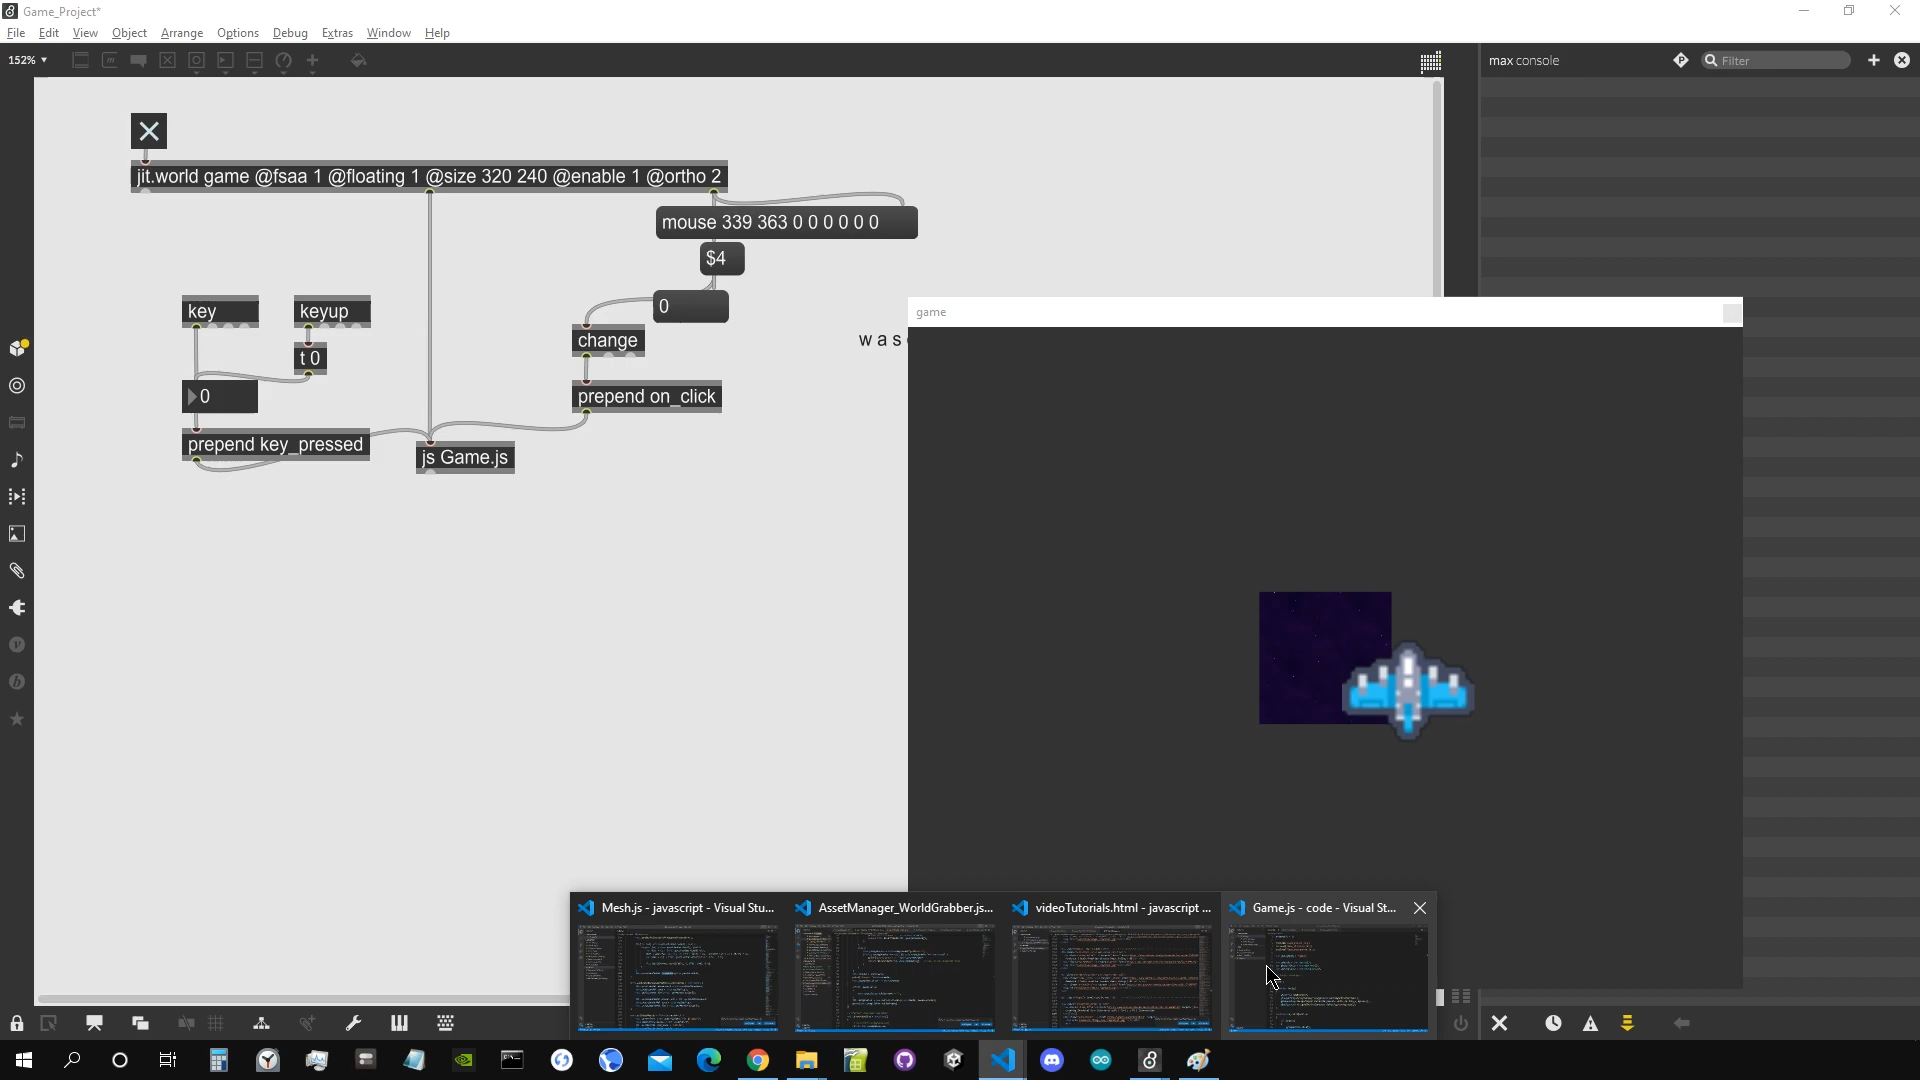 Game_Project*
File Edit View Object Arrange Options Debug Extras Window Help
152%
max console
Filter
jit.world game @fsaa 1 @floating 1 @size 320 240 @enable 1 @ortho 2
mouse 339 363 0 0 0 0 0 0
$4
key
keyup
0
game
change
w a s
t 0
0
prepend on_click
prepend key_pressed
js Game.js
Mesh.js - javascript - Visual Stu...
AssetManager_WorldGrabber.js...
videoTutorials.html - javascript ...
Game.js - code - Visual St...